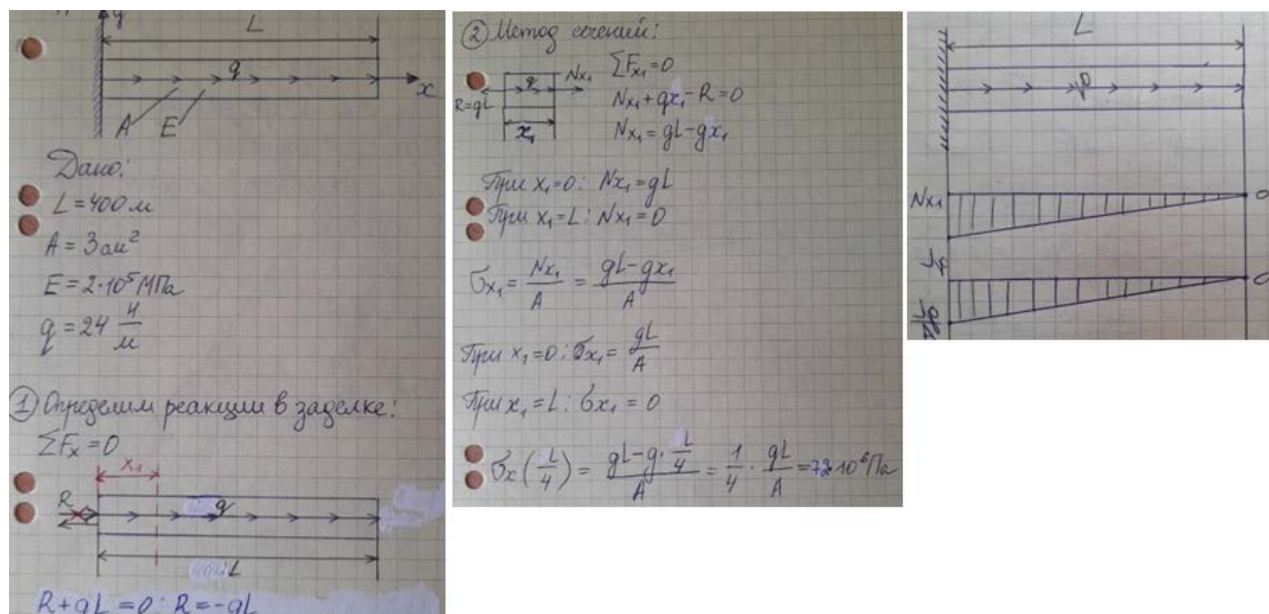 y
L
q
x
A E
Дано:
L = 400 м
A = 3 см²
E = 2·10⁵ МПа
q = 24 Н/м
① Определим реакции в заделке:
ΣFx = 0
x₁
R
q
L
R + qL = 0; R = -qL
② Метод сечений:
q Nx₁
R=qL
x₁
ΣFx₁ = 0
Nx₁ + qx₁ - R = 0
Nx₁ = qL - qx₁
При x₁ = 0: Nx₁ = qL
При x₁ = L: Nx₁ = 0
σx₁ = Nx₁/A = (qL - qx₁)/A
При x₁ = 0; σx₁ = qL/A
При x₁ = L: σx₁ = 0
σx(L/4) = (qL - q·L/4)/A = 1/4 · qL/A = 72·10⁶ Па
L
Nx₁
0
0